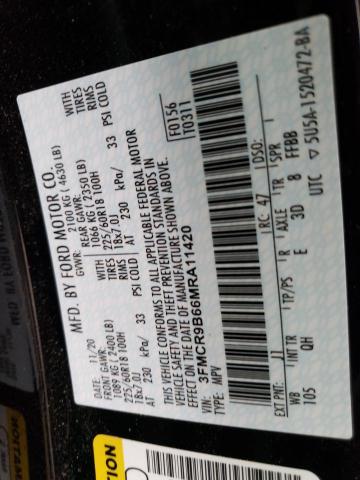 MFD. BY FORD MOTOR CO.
DATE: 11/20 GVWR: 2100 KG ( 4630 LB)
FRONT GAWR: REAR GAWR: WITH
1089 KG ( 2400 LB) 1066 KG ( 2350 LB) TIRES
225/60R18 100H 225/60R18 100H RIMS
18x7.0J 18x7.0J
AT 230 kPa/ 33 PSI COLD AT 230 kPa/ 33 PSI COLD
THIS VEHICLE CONFORMS TO ALL APPLICABLE FEDERAL MOTOR
VEHICLE SAFETY AND THEFT PREVENTION STANDARDS IN
EFFECT ON THE DATE OF MANUFACTURE SHOWN ABOVE.
VIN: 3FMCR9B66MRA11420
TYPE: MPV
F0156
T0311
EXT PNT: J1 RC: 47 DSO:
WB INTTR TP/PS R AXLE TR SPR
105 QH E 3D 8 FFBB
UTC ▽ 5U5A-1520472-BA